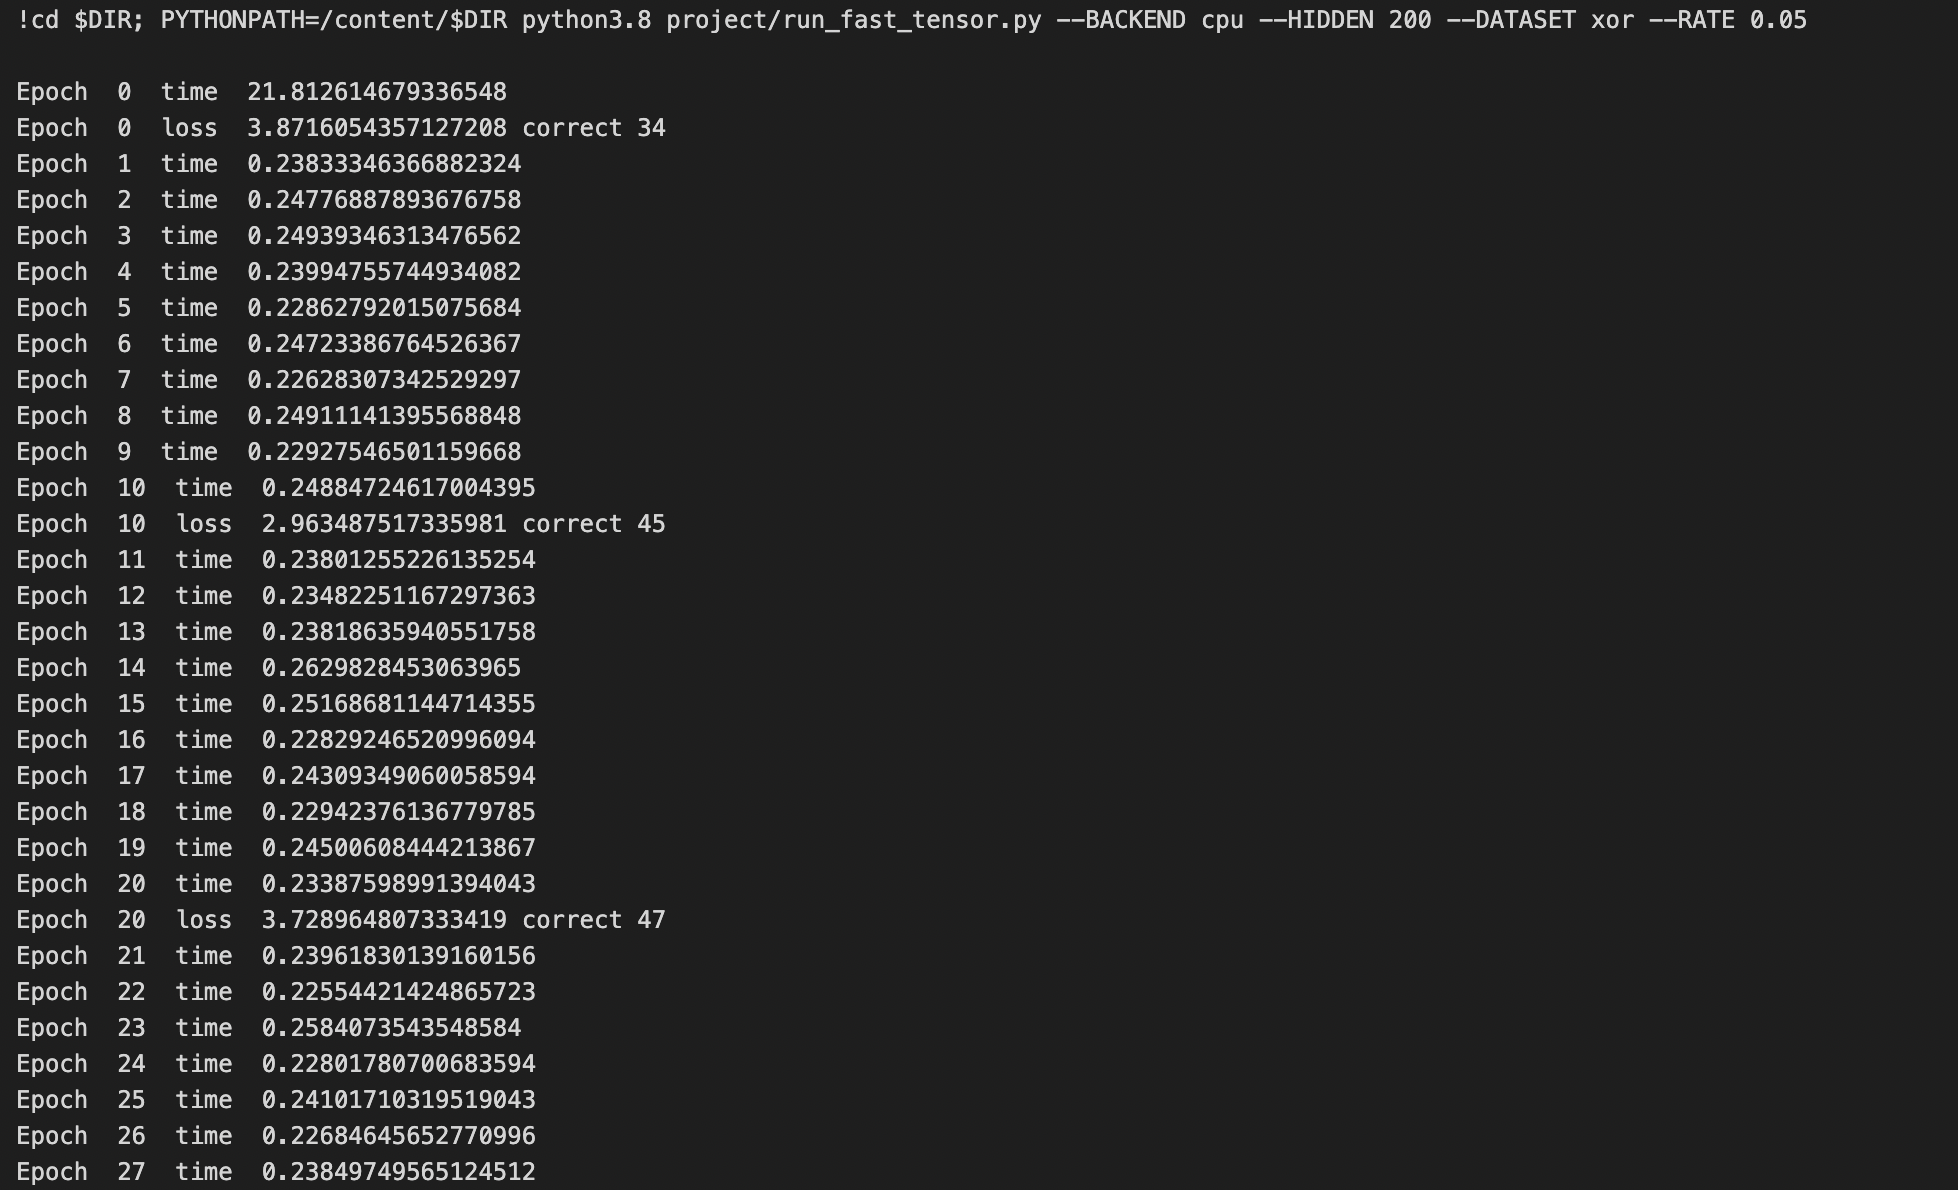 !cd $DIR; PYTHONPATH=/content/$DIR python3.8 project/run_fast_tensor.py --BACKEND cpu --HIDDEN 200 --DATASET xor --RATE 0.05
Epoch  0  time  21.812614679336548
Epoch  0  loss  3.8716054357127208 correct 34
Epoch  1  time  0.23833346366882324
Epoch  2  time  0.24776887893676758
Epoch  3  time  0.24939346313476562
Epoch  4  time  0.23994755744934082
Epoch  5  time  0.22862792015075684
Epoch  6  time  0.24723386764526367
Epoch  7  time  0.22628307342529297
Epoch  8  time  0.24911141395568848
Epoch  9  time  0.22927546501159668
Epoch  10  time  0.24884724617004395
Epoch  10  loss  2.963487517335981 correct 45
Epoch  11  time  0.23801255226135254
Epoch  12  time  0.23482251167297363
Epoch  13  time  0.23818635940551758
Epoch  14  time  0.2629828453063965
Epoch  15  time  0.25168681144714355
Epoch  16  time  0.22829246520996094
Epoch  17  time  0.24309349060058594
Epoch  18  time  0.22942376136779785
Epoch  19  time  0.24500608444213867
Epoch  20  time  0.23387598991394043
Epoch  20  loss  3.728964807333419 correct 47
Epoch  21  time  0.23961830139160156
Epoch  22  time  0.22554421424865723
Epoch  23  time  0.2584073543548584
Epoch  24  time  0.22801780700683594
Epoch  25  time  0.24101710319519043
Epoch  26  time  0.22684645652770996
Epoch  27  time  0.23849749565124512